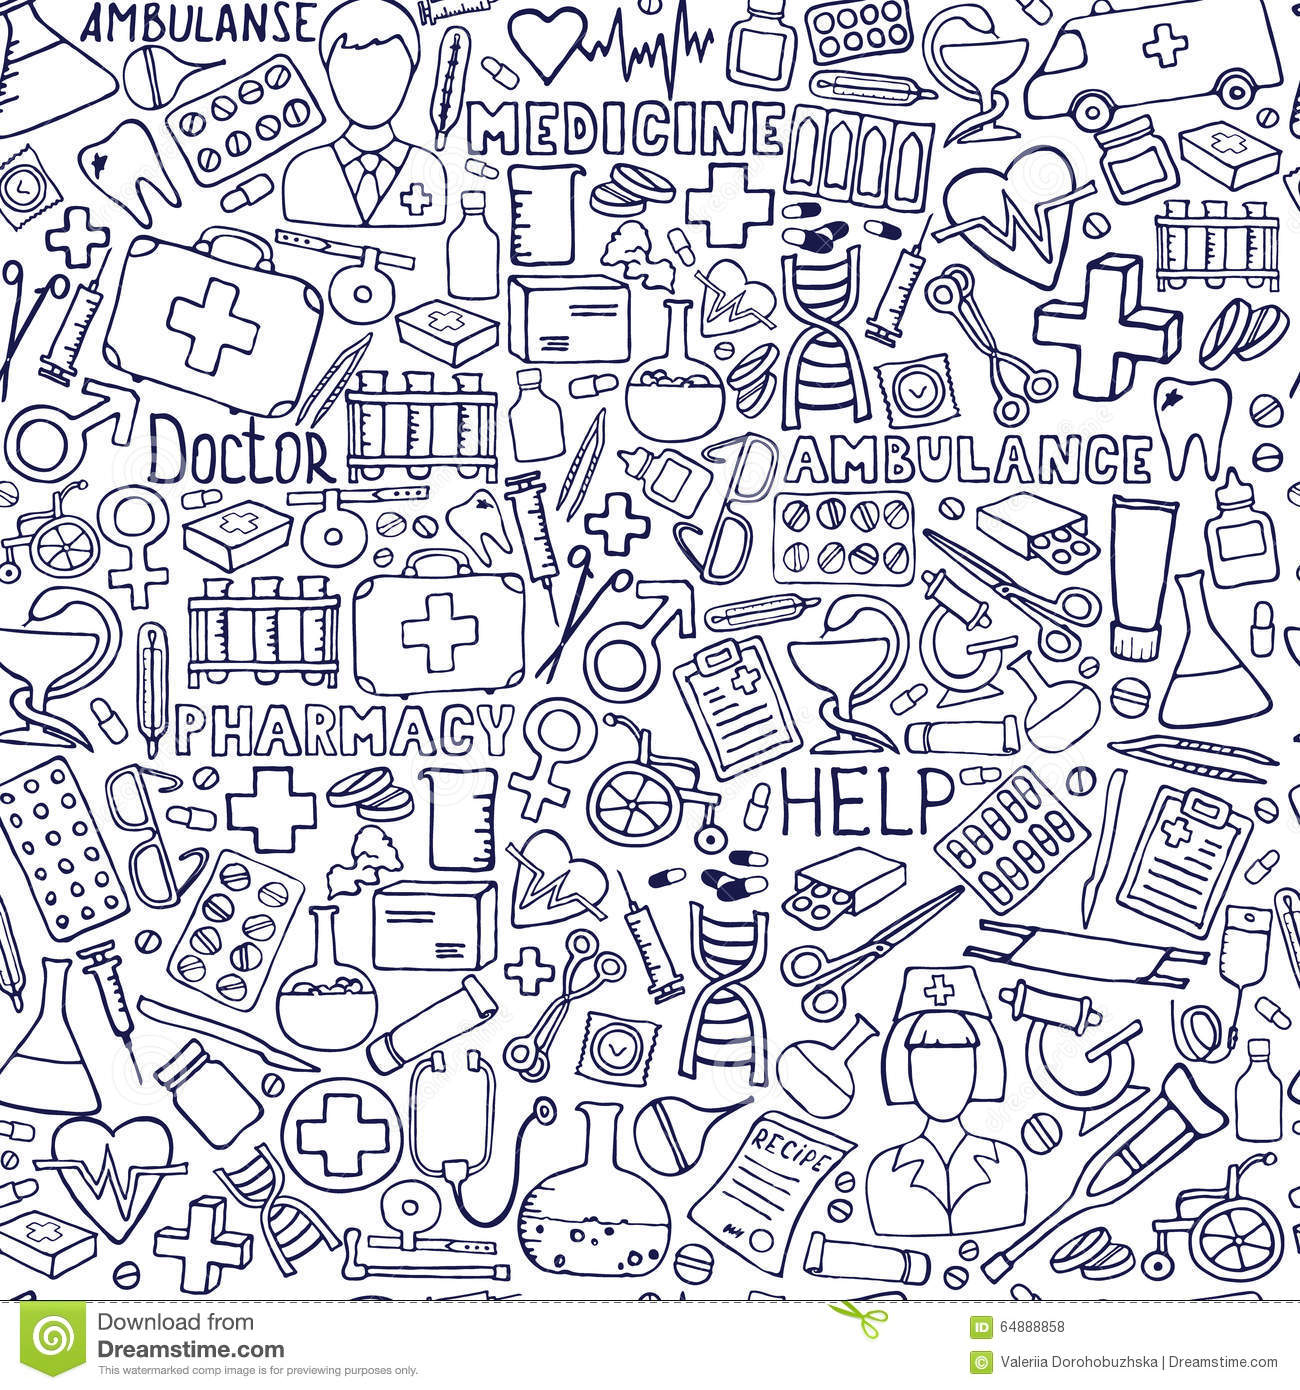 AMBULANSE
MEDICINE
DOCTOR
AMBULANCE
PHARMACY
HELP
RECIPE
Download from
Dreamstime.com
This watermarked comp image is for previewing purposes only.
ID 64888858
© Valeriia Dorohobuzhska | Dreamstime.com